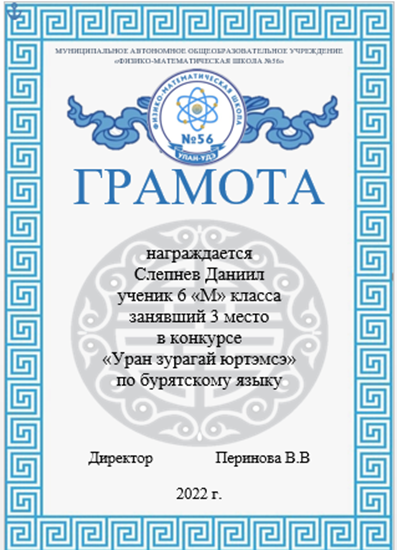 МУНИЦИПАЛЬНОЕ АВТОНОМНОЕ ОБЩЕОБРАЗОВАТЕЛЬНОЕ УЧРЕЖДЕНИЕ
«ФИЗИКО-МАТЕМАТИЧЕСКАЯ ШКОЛА №56»
ФИЗИКО-МАТЕМАТИЧЕСКАЯ ШКОЛА
№56
УЛАН-УДЭ
ГРАМОТА
награждается
Слепнев Даниил
ученик 6 «М» класса
занявший 3 место
в конкурсе
«Уран зурагай юртэмсэ»
по бурятскому языку
Директор Перинова В.В
2022 г.